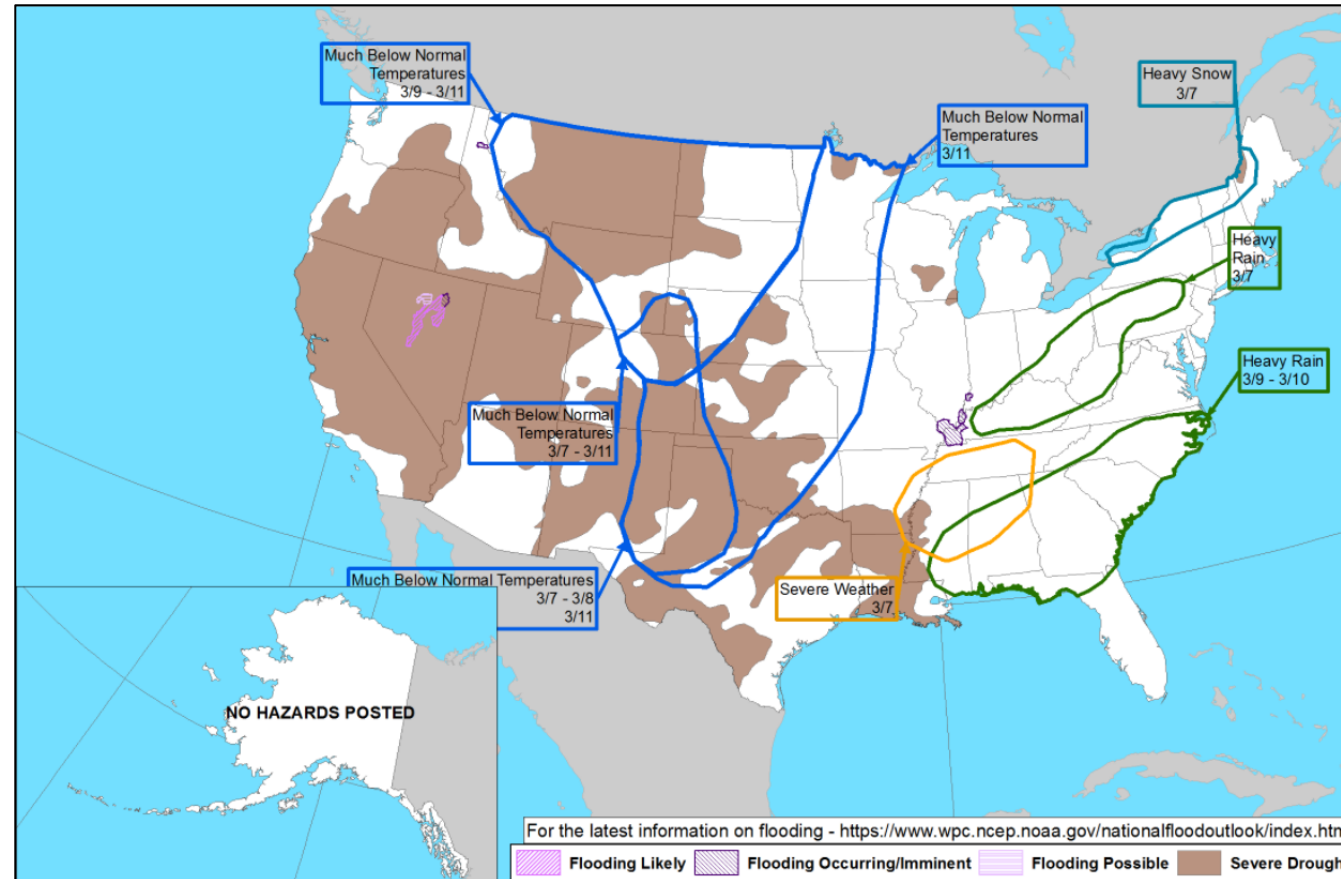 Much Below Normal
Temperatures
3/9 - 3/11
Heavy Snow
3/7
Much Below Normal
Temperatures
3/11
Heavy
Rain
3/7
Heavy Rain
3/9 - 3/10
Much Below Normal
Temperatures
3/7 - 3/11
Much Below Normal Temperatures
3/7 - 3/8
3/11
Severe Weather
3/7
NO HAZARDS POSTED
For the latest information on flooding - https://www.wpc.ncep.noaa.gov/nationalfloodoutlook/index.htm
Flooding Likely
Flooding Occurring/Imminent
Flooding Possible
Severe Drough